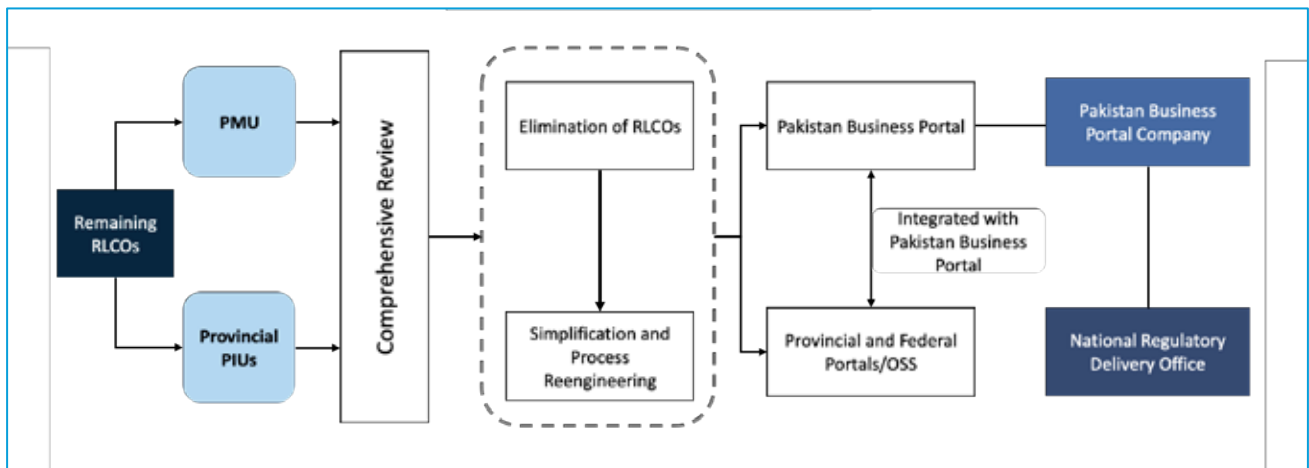 Remaining
RLCOs
PMU
Provincial
PIUs
Comprehensive Review
Elimination of RLCOs
Simplification and
Process
Reengineering
Pakistan Business Portal
Integrated with
Pakistan Business
Portal
Provincial and Federal
Portals/OSS
Pakistan Business
Portal Company
National Regulatory
Delivery Office